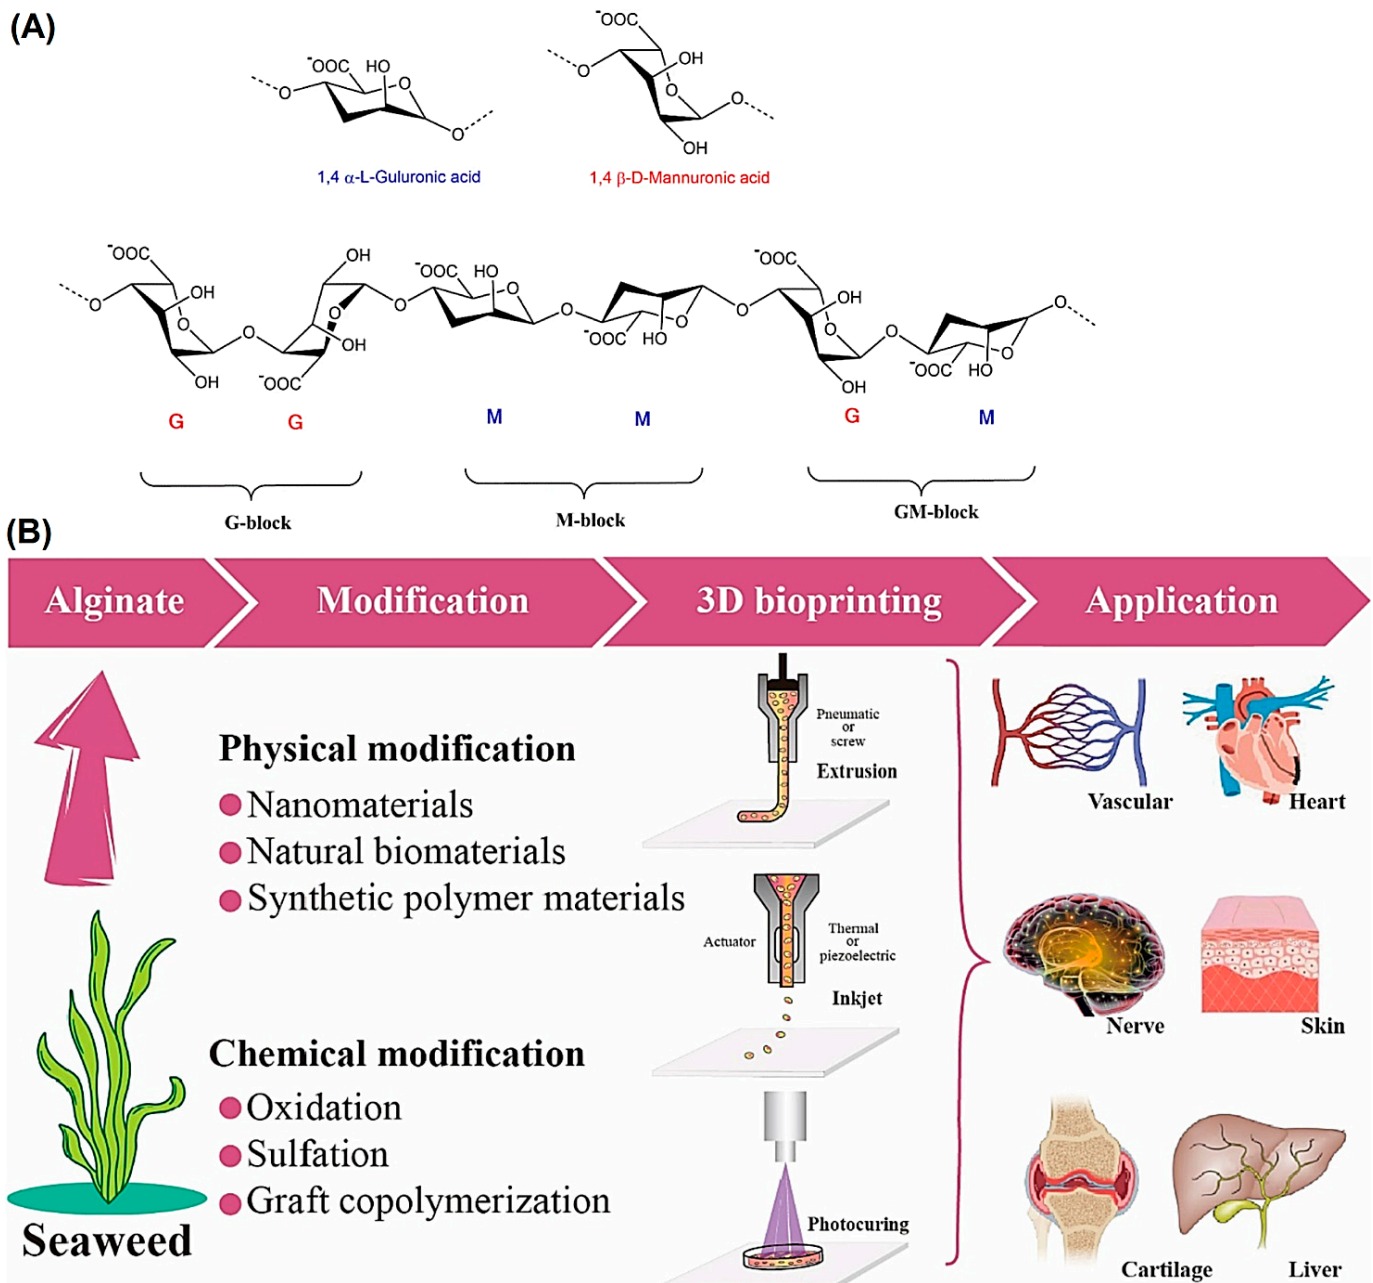 (A)
⁻OOC HO O O O
⁻OOC OH O O O OH
1,4 α-L-Guluronic acid
1,4 β-D-Mannuronic acid
⁻OOC OH O O OH O
OH O OH ⁻OOC O
⁻OOC HO O O
⁻OOC HO O O
⁻OOC OH O OH O
⁻OOC HO O O
G G M M G M
G-block
M-block
GM-block
(B)
Alginate
Modification
3D bioprinting
Application
Physical modification
Nanomaterials
Natural biomaterials
Synthetic polymer materials
Chemical modification
Oxidation
Sulfation
Graft copolymerization
Seaweed
Pneumatic
or
screw
Extrusion
Actuator
Thermal
or
piezoelectric
Inkjet
Photocuring
Vascular
Heart
Nerve
Skin
Cartilage
Liver